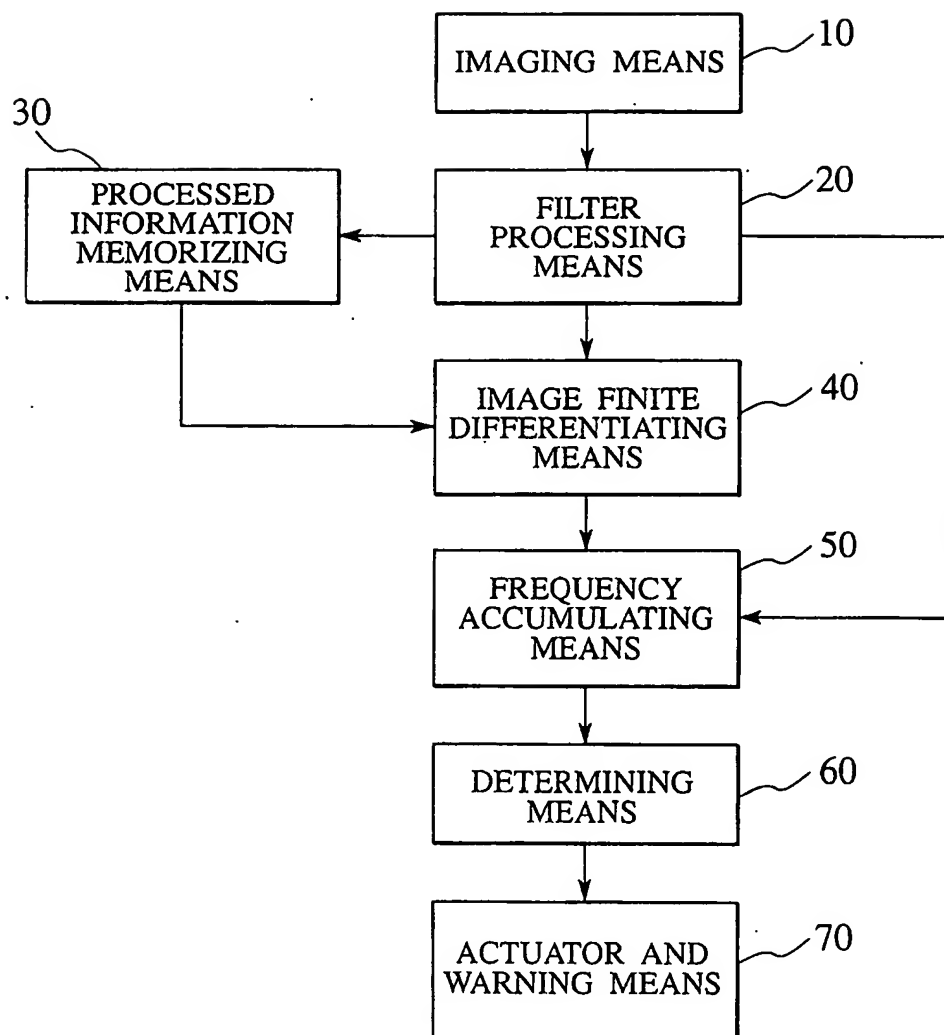 10
IMAGING MEANS
30
PROCESSED
INFORMATION
MEMORIZING
MEANS
20
FILTER
PROCESSING
MEANS
40
IMAGE FINITE
DIFFERENTIATING
MEANS
50
FREQUENCY
ACCUMULATING
MEANS
60
DETERMINING
MEANS
70
ACTUATOR AND
WARNING MEANS